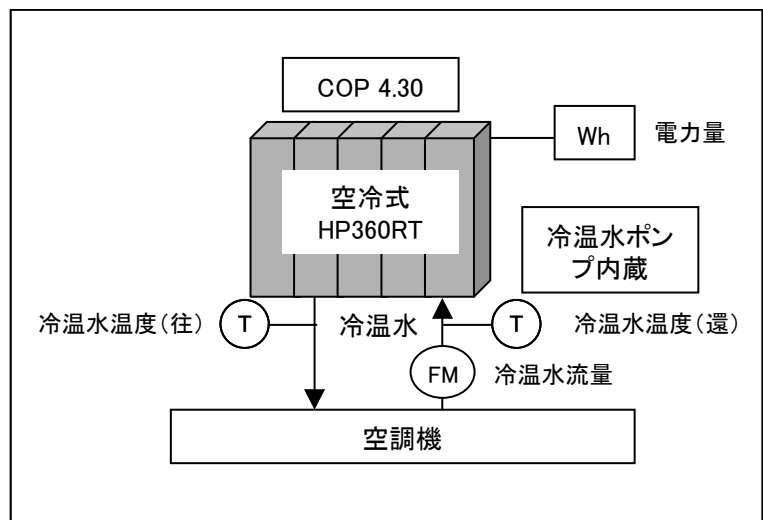 COP 4.30
Wh
電力量
空冷式
HP360RT
冷温水ポン
プ内蔵
冷温水温度(往)
T
冷温水
T
冷温水温度(還)
FM
冷温水流量
空調機